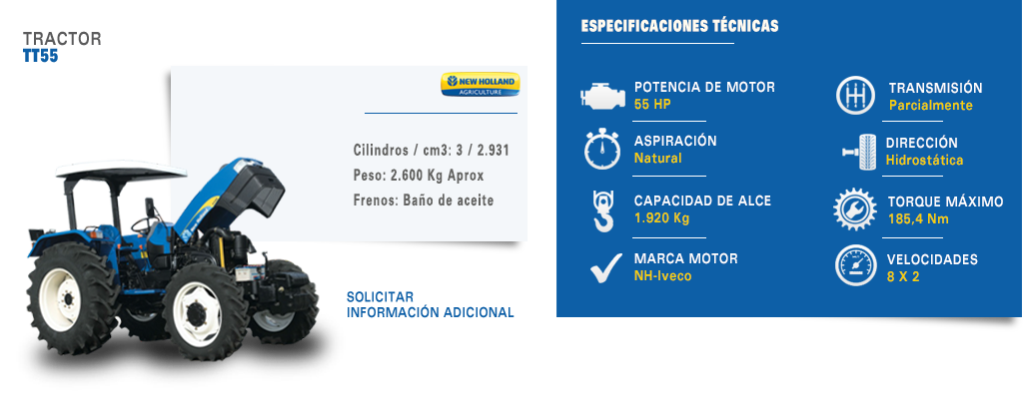 TRACTOR
TT55
NEW HOLLAND
AGRICULTURE
Cilindros / cm3: 3 / 2.931
Peso: 2.600 Kg Aprox
Frenos: Baño de aceite
SOLICITAR
INFORMACIÓN ADICIONAL
ESPECIFICACIONES TÉCNICAS
POTENCIA DE MOTOR
55 HP
ASPIRACIÓN
Natural
CAPACIDAD DE ALCE
1.920 Kg
MARCA MOTOR
NH-Iveco
TRANSMISIÓN
Parcialmente
DIRECCIÓN
Hidrostática
TORQUE MÁXIMO
185,4 Nm
VELOCIDADES
8 X 2